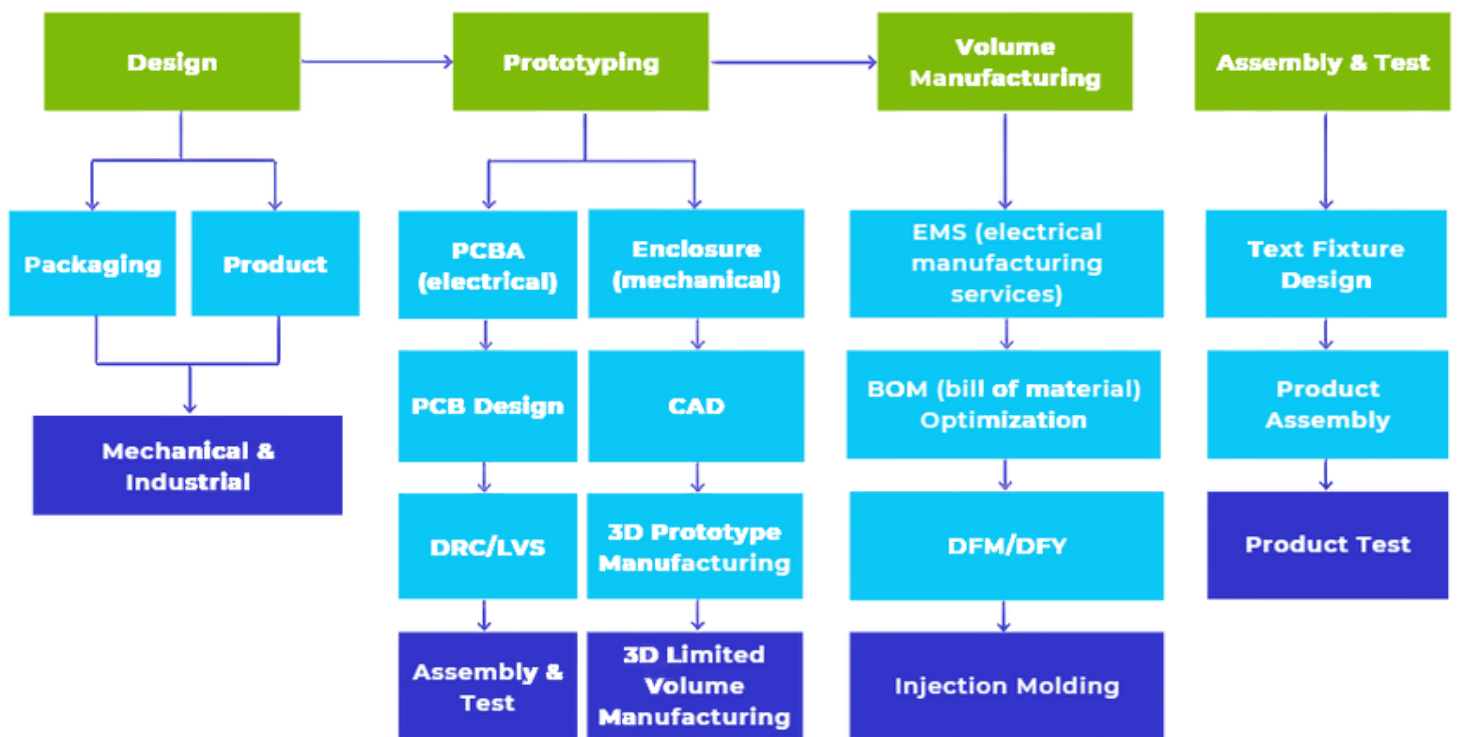 Design
Prototyping
Volume
Manufacturing
Assembly & Test
Packaging
Product
PCBA
(electrical)
Enclosure
(mechanical)
EMS (electrical
manufacturing
services)
Text Fixture
Design
PCB Design
CAD
BOM (bill of material)
Optimization
Product
Assembly
Mechanical &
Industrial
DRC/LVS
3D Prototype
Manufacturing
DFM/DFY
Product Test
Assembly &
Test
3D Limited
Volume
Manufacturing
Injection Molding